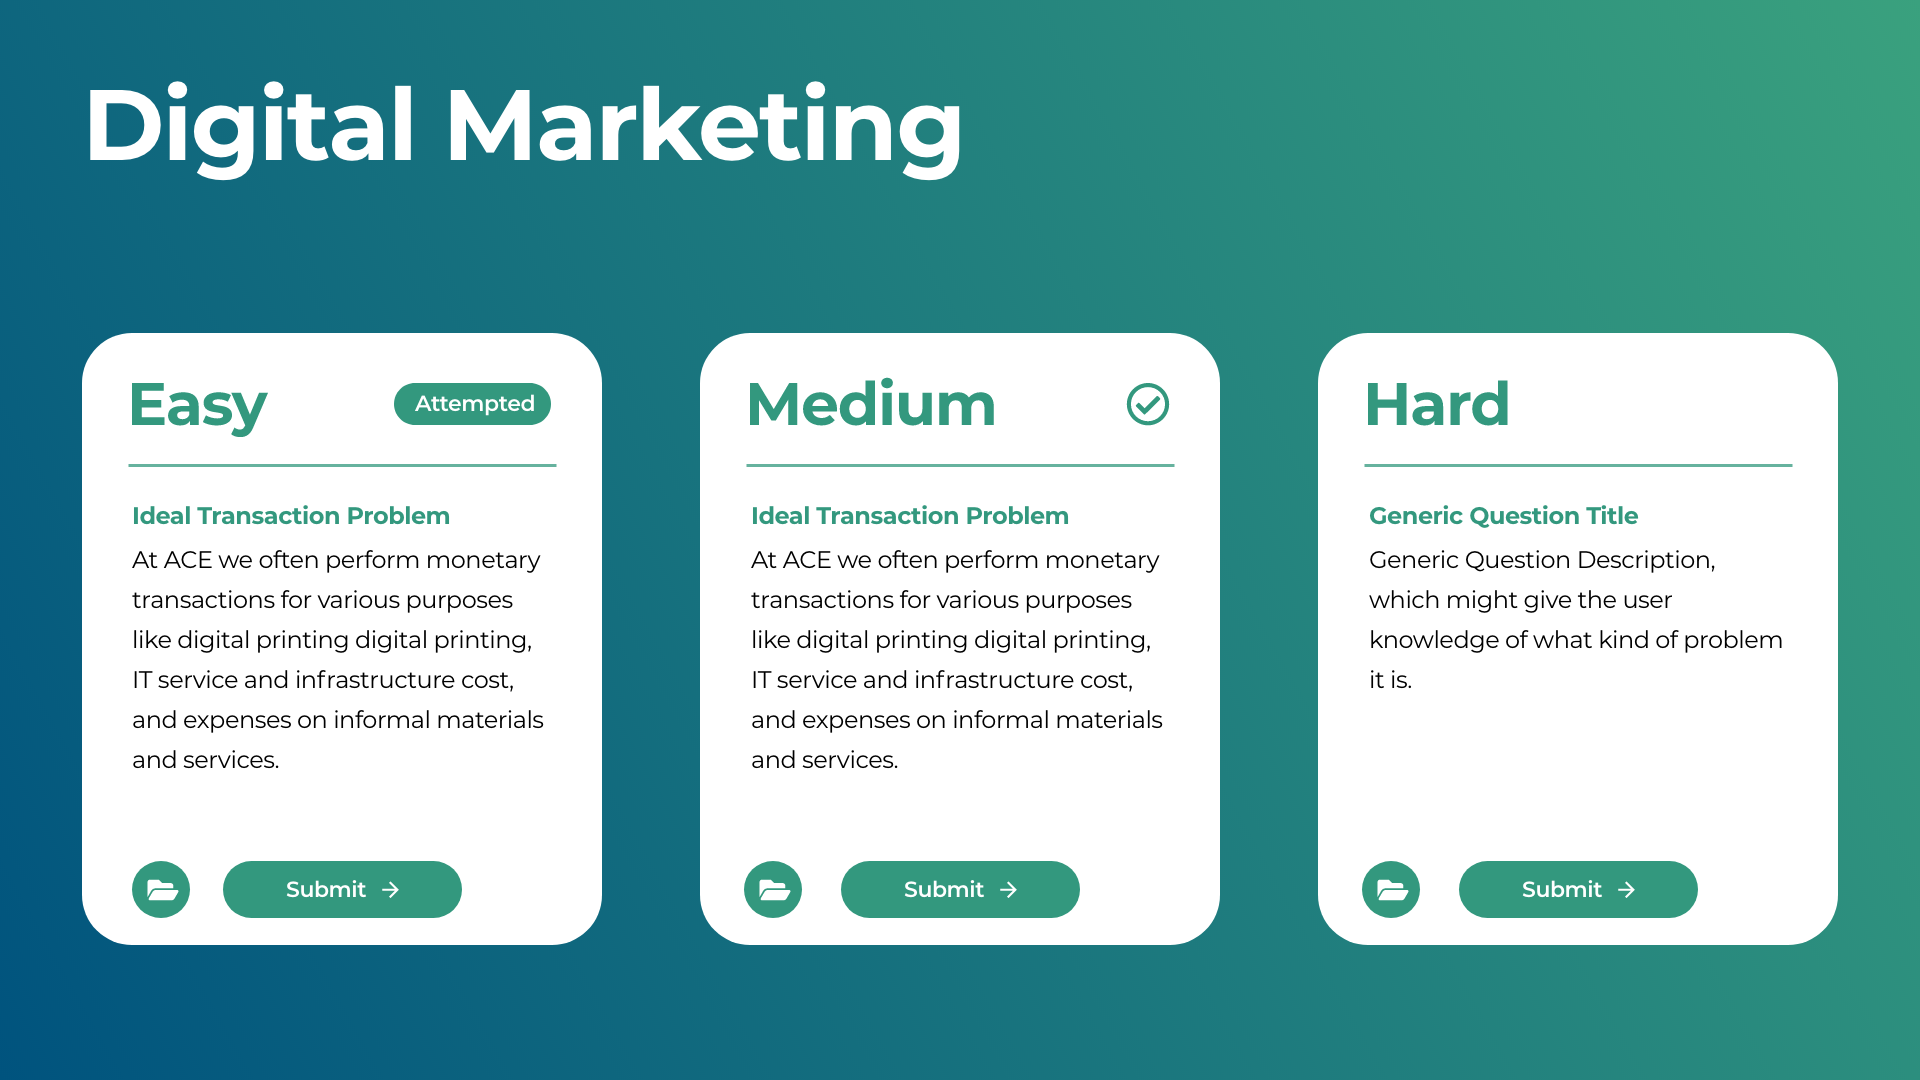 Digital Marketing
Easy
Attempted
Ideal Transaction Problem
At ACE we often perform monetary
transactions for various purposes
like digital printing digital printing,
IT service and infrastructure cost,
and expenses on informal materials
and services.
Submit
Medium
Ideal Transaction Problem
At ACE we often perform monetary
transactions for various purposes
like digital printing digital printing,
IT service and infrastructure cost,
and expenses on informal materials
and services.
Submit
Hard
Generic Question Title
Generic Question Description,
which might give the user
knowledge of what kind of problem
it is.
Submit